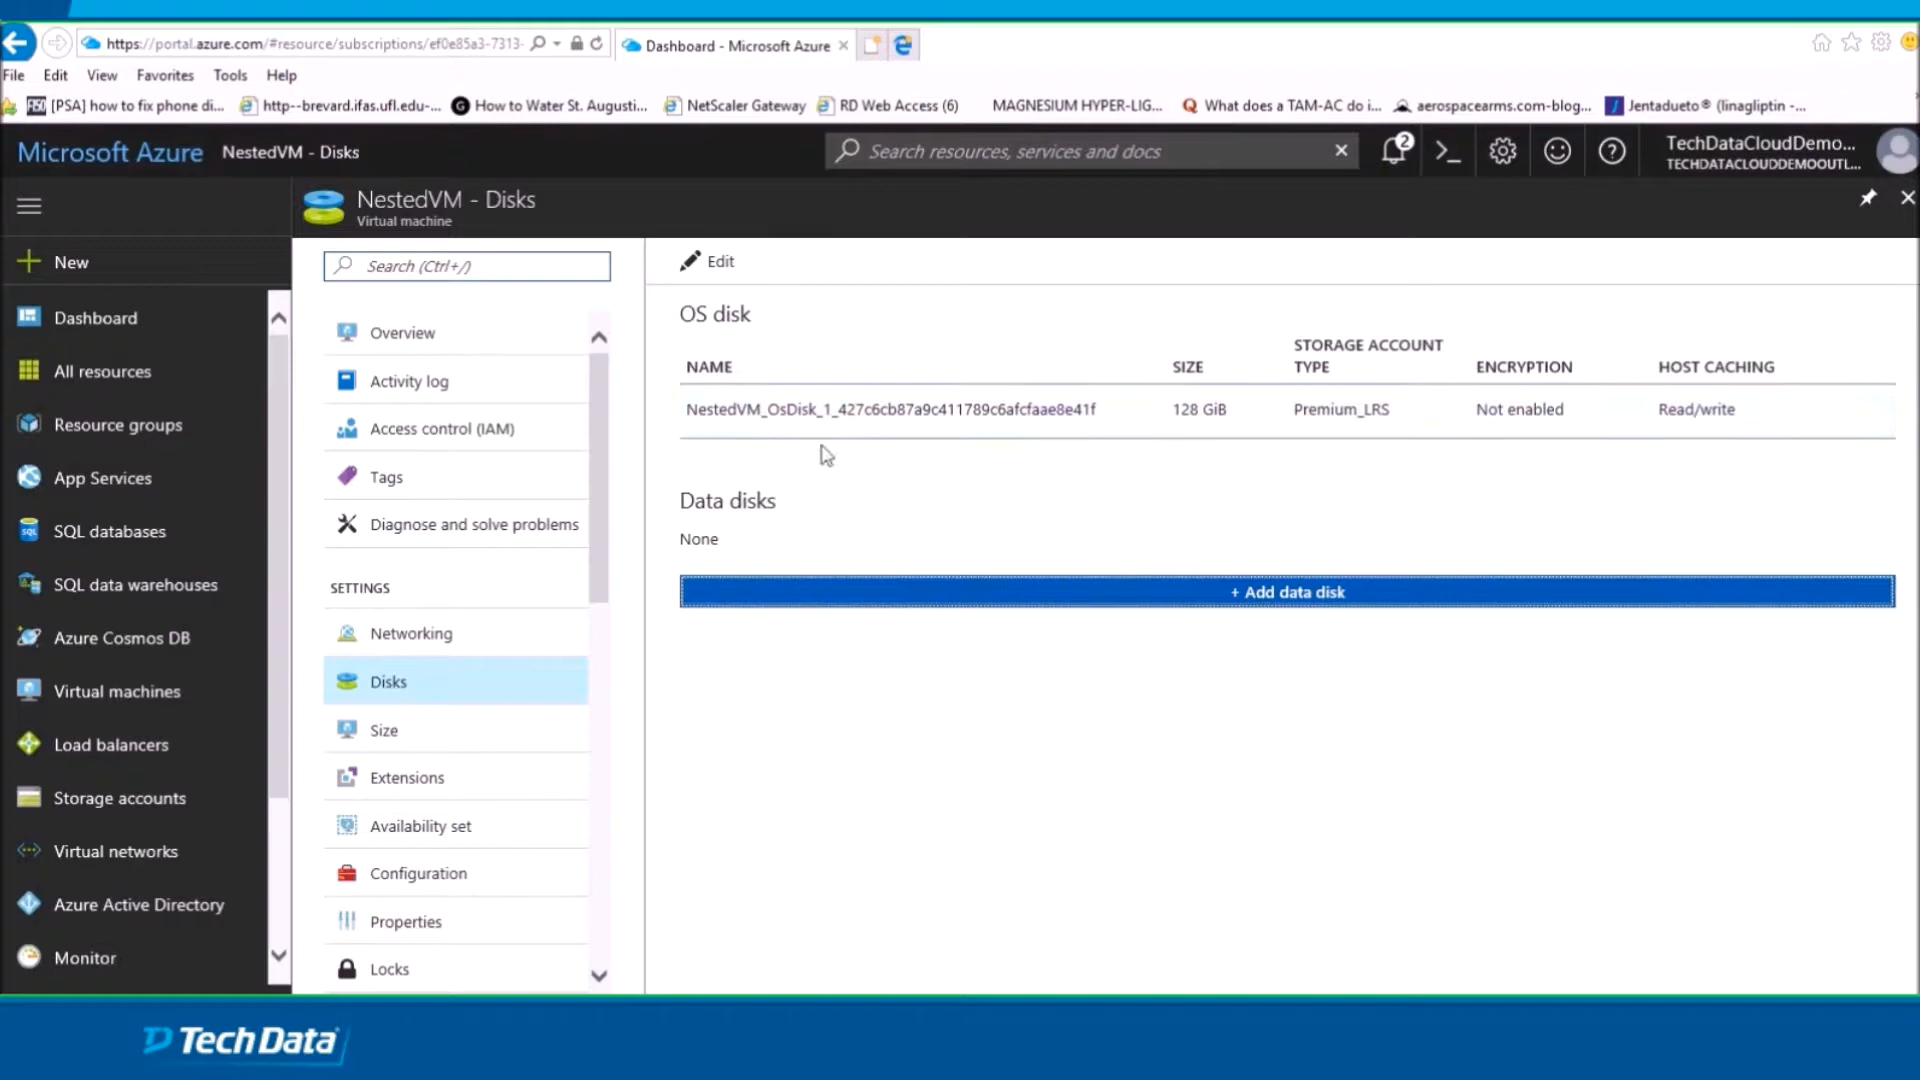 https://portal.azure.com/#resource/subscriptions/ef0e85a3-7313-
Dashboard - Microsoft Azure
File Edit View Favorites Tools Help
[PSA] how to fix phone di...
http--brevard.ifas.ufl.edu-...
How to Water St. Augusti...
NetScaler Gateway
RD Web Access (6)
MAGNESIUM HYPER-LIG...
What does a TAM-AC do i...
aerospacearms.com-blog...
Jentadueto® (linagliptin -...
Microsoft Azure
NestedVM - Disks
Search resources, services and docs
2
TechDataCloudDemo...
TECHDATACLOUDDEMOOUTL...
NestedVM - Disks
Virtual machine
New
Dashboard
All resources
Resource groups
App Services
SQL databases
SQL data warehouses
Azure Cosmos DB
Virtual machines
Load balancers
Storage accounts
Virtual networks
Azure Active Directory
Monitor
Search (Ctrl+/)
Overview
Activity log
Access control (IAM)
Tags
Diagnose and solve problems
SETTINGS
Networking
Disks
Size
Extensions
Availability set
Configuration
Properties
Locks
Edit
OS disk
NAME SIZE STORAGE ACCOUNT TYPE ENCRYPTION HOST CACHING
NestedVM_OsDisk_1_427c6cb87a9c411789c6afcfaae8e41f 128 GiB Premium_LRS Not enabled Read/write
Data disks
None
+ Add data disk
Tech Data